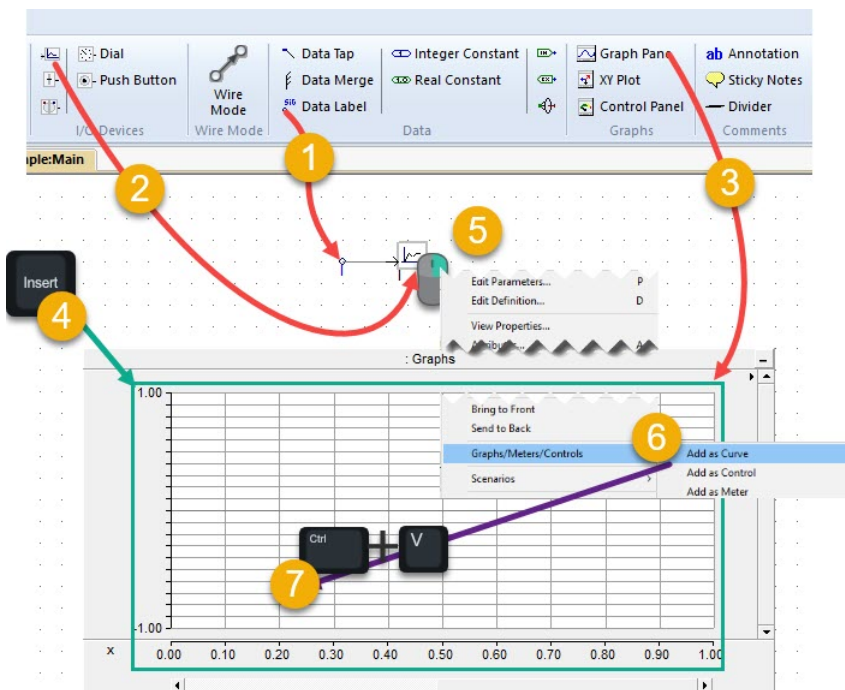 Dial
Data Tap
Integer Constant
Graph Pane
ab Annotation
Push Button
Data Merge
Real Constant
XY Plot
Sticky Notes
Wire
Mode
Sig
Data Label
Control Panel
Divider
I/O Devices
Wire Mode
Data
Graphs
Comments
ple:Main
1
2
3
5
Insert
4
Edit Parameters... P
Edit Definition... D
View Properties...
Attributes... A
: Graphs
1.00
Bring to Front
Send to Back
6
Graphs/Meters/Controls
Add as Curve
Scenarios
Add as Control
Add as Meter
Ctrl + V
7
-1.00
x 0.00 0.10 0.20 0.30 0.40 0.50 0.60 0.70 0.80 0.90 1.00